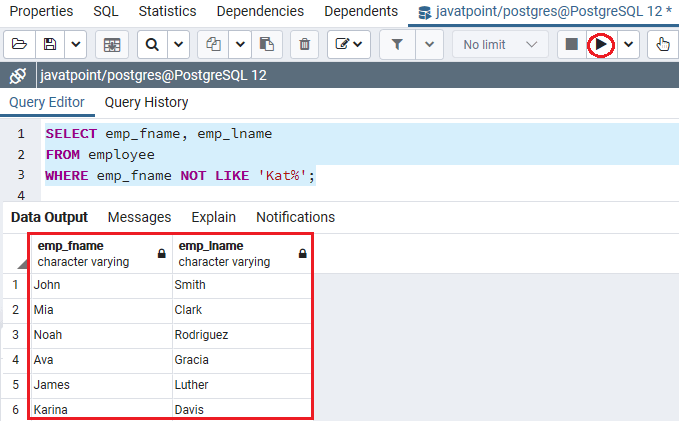 Properties SQL Statistics Dependencies Dependents javatpoint/postgres@PostgreSQL 12 *
No limit
javatpoint/postgres@PostgreSQL 12
Query Editor Query History
1 SELECT emp_fname, emp_lname
2 FROM employee
3 WHERE emp_fname NOT LIKE 'Kat%';
4
Data Output Messages Explain Notifications
emp_fname emp_lname
character varying character varying
1 John Smith
2 Mia Clark
3 Noah Rodriguez
4 Ava Gracia
5 James Luther
6 Karina Davis